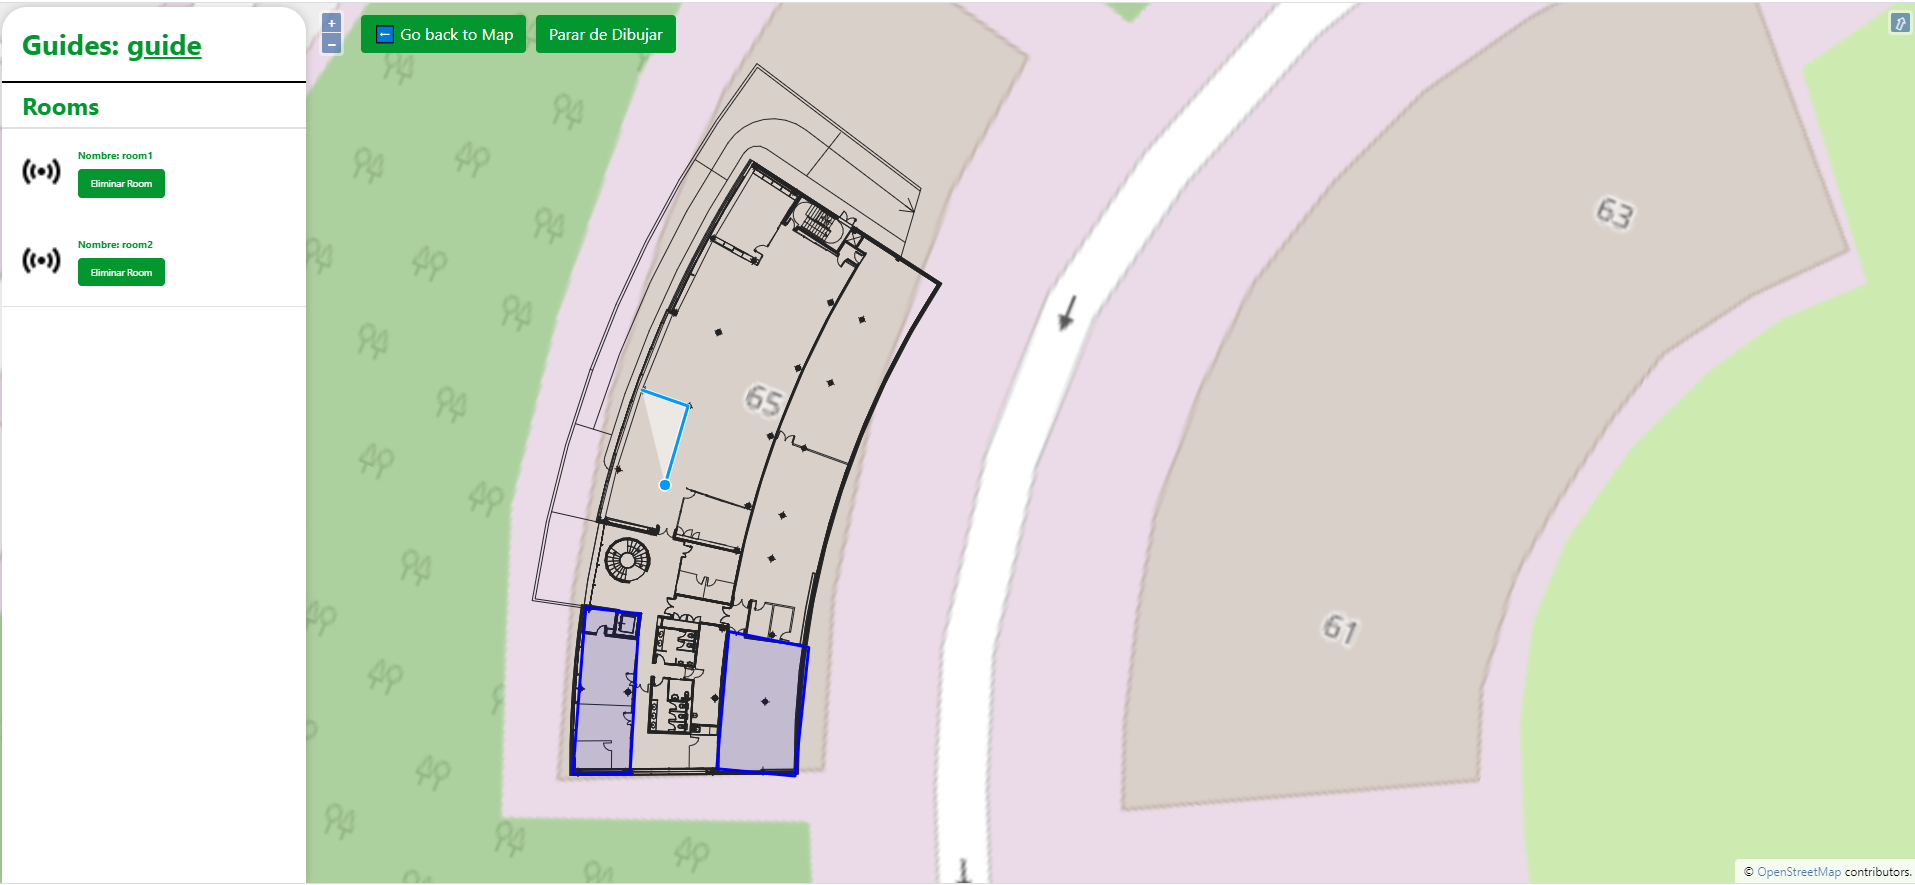 Guides: guide
Rooms
Nombre: room1
Eliminar Room
Nombre: room2
Eliminar Room
+
−
← Go back to Map
Parar de Dibujar
⇧
63
65
61
© OpenStreetMap contributors.